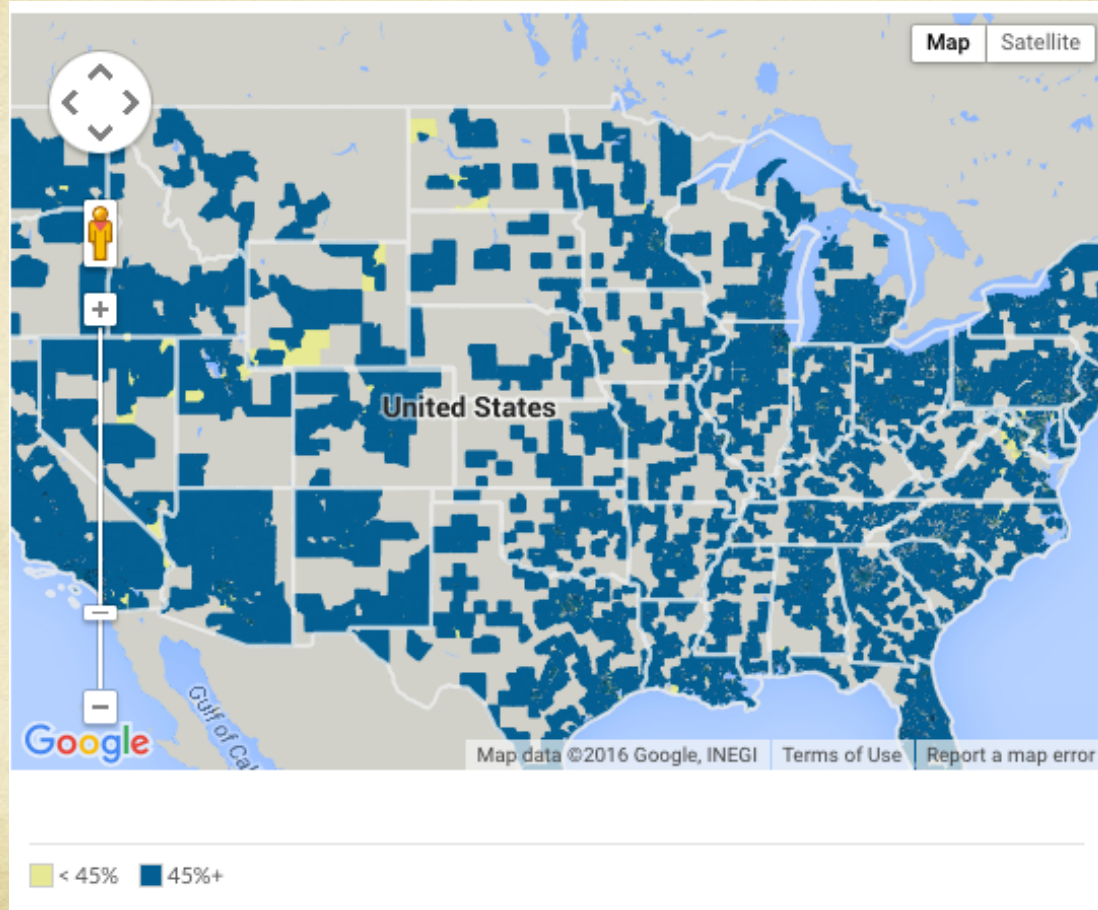 Map Satellite
United States
Gulf of Cal
Google
Map data ©2016 Google, INEGI Terms of Use Report a map error
< 45% 45%+